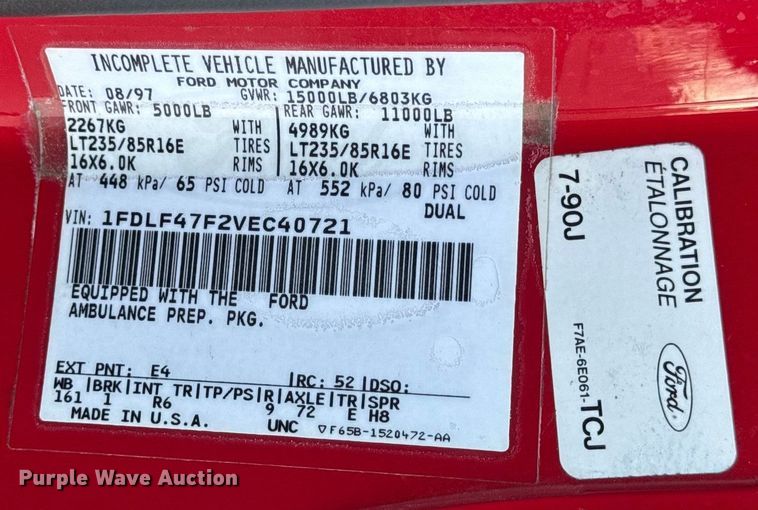 INCOMPLETE VEHICLE MANUFACTURED BY
FORD MOTOR COMPANY
DATE: 08/97 GVWR: 15000LB/6803KG
FRONT GAWR: 5000LB REAR GAWR: 11000LB
2267KG WITH 4989KG WITH
LT235/85R16E TIRES LT235/85R16E TIRES
16X6.0K RIMS 16X6.0K RIMS
AT 448 kPa/ 65 PSI COLD AT 552 kPa/ 80 PSI COLD
DUAL
VIN: 1FDLF47F2VEC40721
EQUIPPED WITH THE FORD
AMBULANCE PREP. PKG.
EXT PNT: E4 RC: 52 DSO:
WB BRK INT TR TP/PS R AXLE TR SPR
161 1 R6 9 72 E H8
MADE IN U.S.A. UNC ▽F65B-1520472-AA
CALIBRATION
ÉTALONNAGE
7-90J
Ford
F7AE-6E061-TCJ
Purple Wave Auction